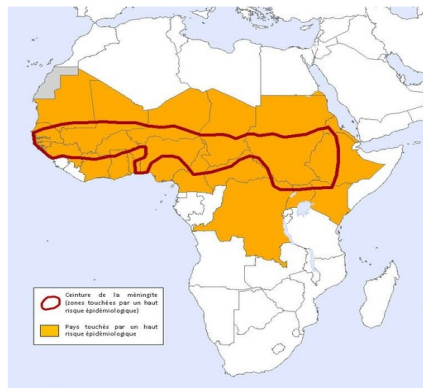 Ceinture de la méningite
(zones touchées par un haut
risque épidémiologique)
Pays touchés par un haut
risque épidémiologique